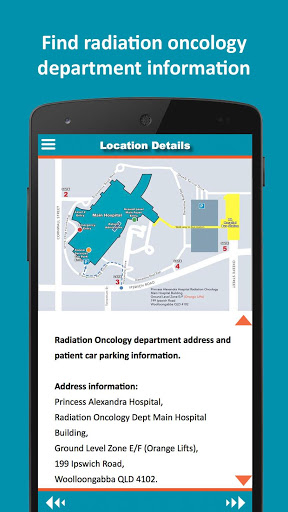 Find radiation oncology
department information
Location Details
CORNWALL STREET
Main Hospital
2
3
4
5
IPSWICH ROAD
Princess Alexandra Hospital Radiation Oncology
Main Hospital Building,
Ground Level Zone E/F (Orange Lifts)
199 Ipswich Road,
Woolloongabba QLD 4102
Radiation Oncology department address and
patient car parking information.
Address information:
Princess Alexandra Hospital,
Radiation Oncology Dept Main Hospital
Building,
Ground Level Zone E/F (Orange Lifts),
199 Ipswich Road,
Woolloongabba QLD 4102.